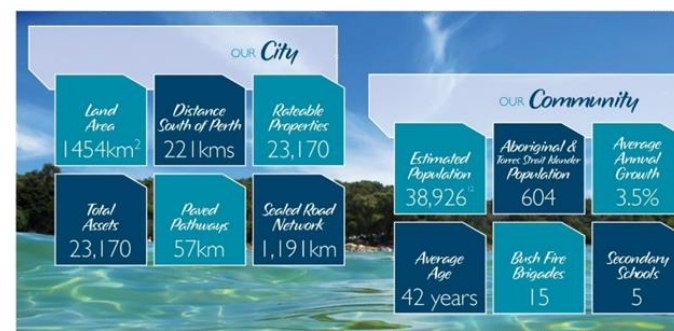 OUR City
Land
Area
1454km²
Distance
South of Perth
221kms
Rateable
Properties
23,170
Total
Assets
23,170
Paved
Pathways
57km
Sealed Road
Network
1,191km
OUR Community
Estimated
Population
38,926¹²
Aboriginal &
Torres Strait Islander
Population
604
Average
Annual
Growth
3.5%
Average
Age
42 years
Bush Fire
Brigades
15
Secondary
Schools
5